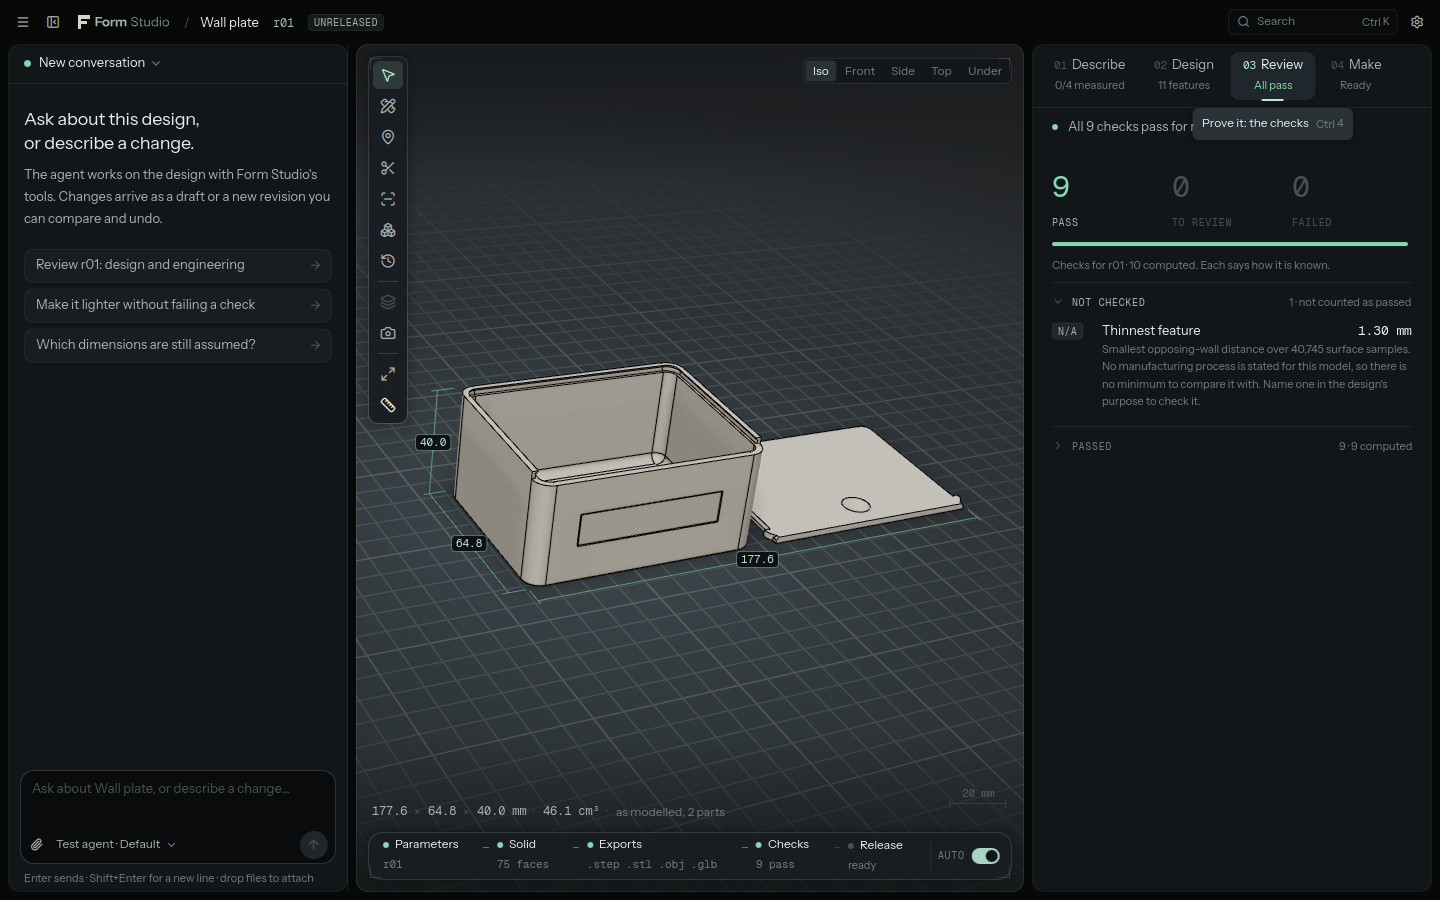 Form Studio / Wall plate r01 UNRELEASED
Search Ctrl K
New conversation
Ask about this design,
or describe a change.
The agent works on the design with Form Studio's
tools. Changes arrive as a draft or a new revision you
can compare and undo.
Review r01: design and engineering
Make it lighter without failing a check
Which dimensions are still assumed?
Ask about Wall plate, or describe a change...
Test agent · Default
Enter sends · Shift+Enter for a new line · drop files to attach
Iso Front Side Top Under
40.0
64.8
177.6
20 mm
177.6 × 64.8 × 40.0 mm · 46.1 cm³ · as modelled, 2 parts
Parameters – Solid – Exports – Checks – Release
r01 75 faces .step .stl .obj .glb 9 pass ready
AUTO
01 Describe 02 Design 03 Review 04 Make
0/4 measured 11 features All pass Ready
All 9 checks pass for
Prove it: the checks Ctrl 4
9 0 0
PASS TO REVIEW FAILED
Checks for r01 · 10 computed. Each says how it is known.
NOT CHECKED 1 · not counted as passed
N/A Thinnest feature 1.30 mm
Smallest opposing-wall distance over 40,745 surface samples.
No manufacturing process is stated for this model, so there is
no minimum to compare it with. Name one in the design's
purpose to check it.
PASSED 9 · 9 computed